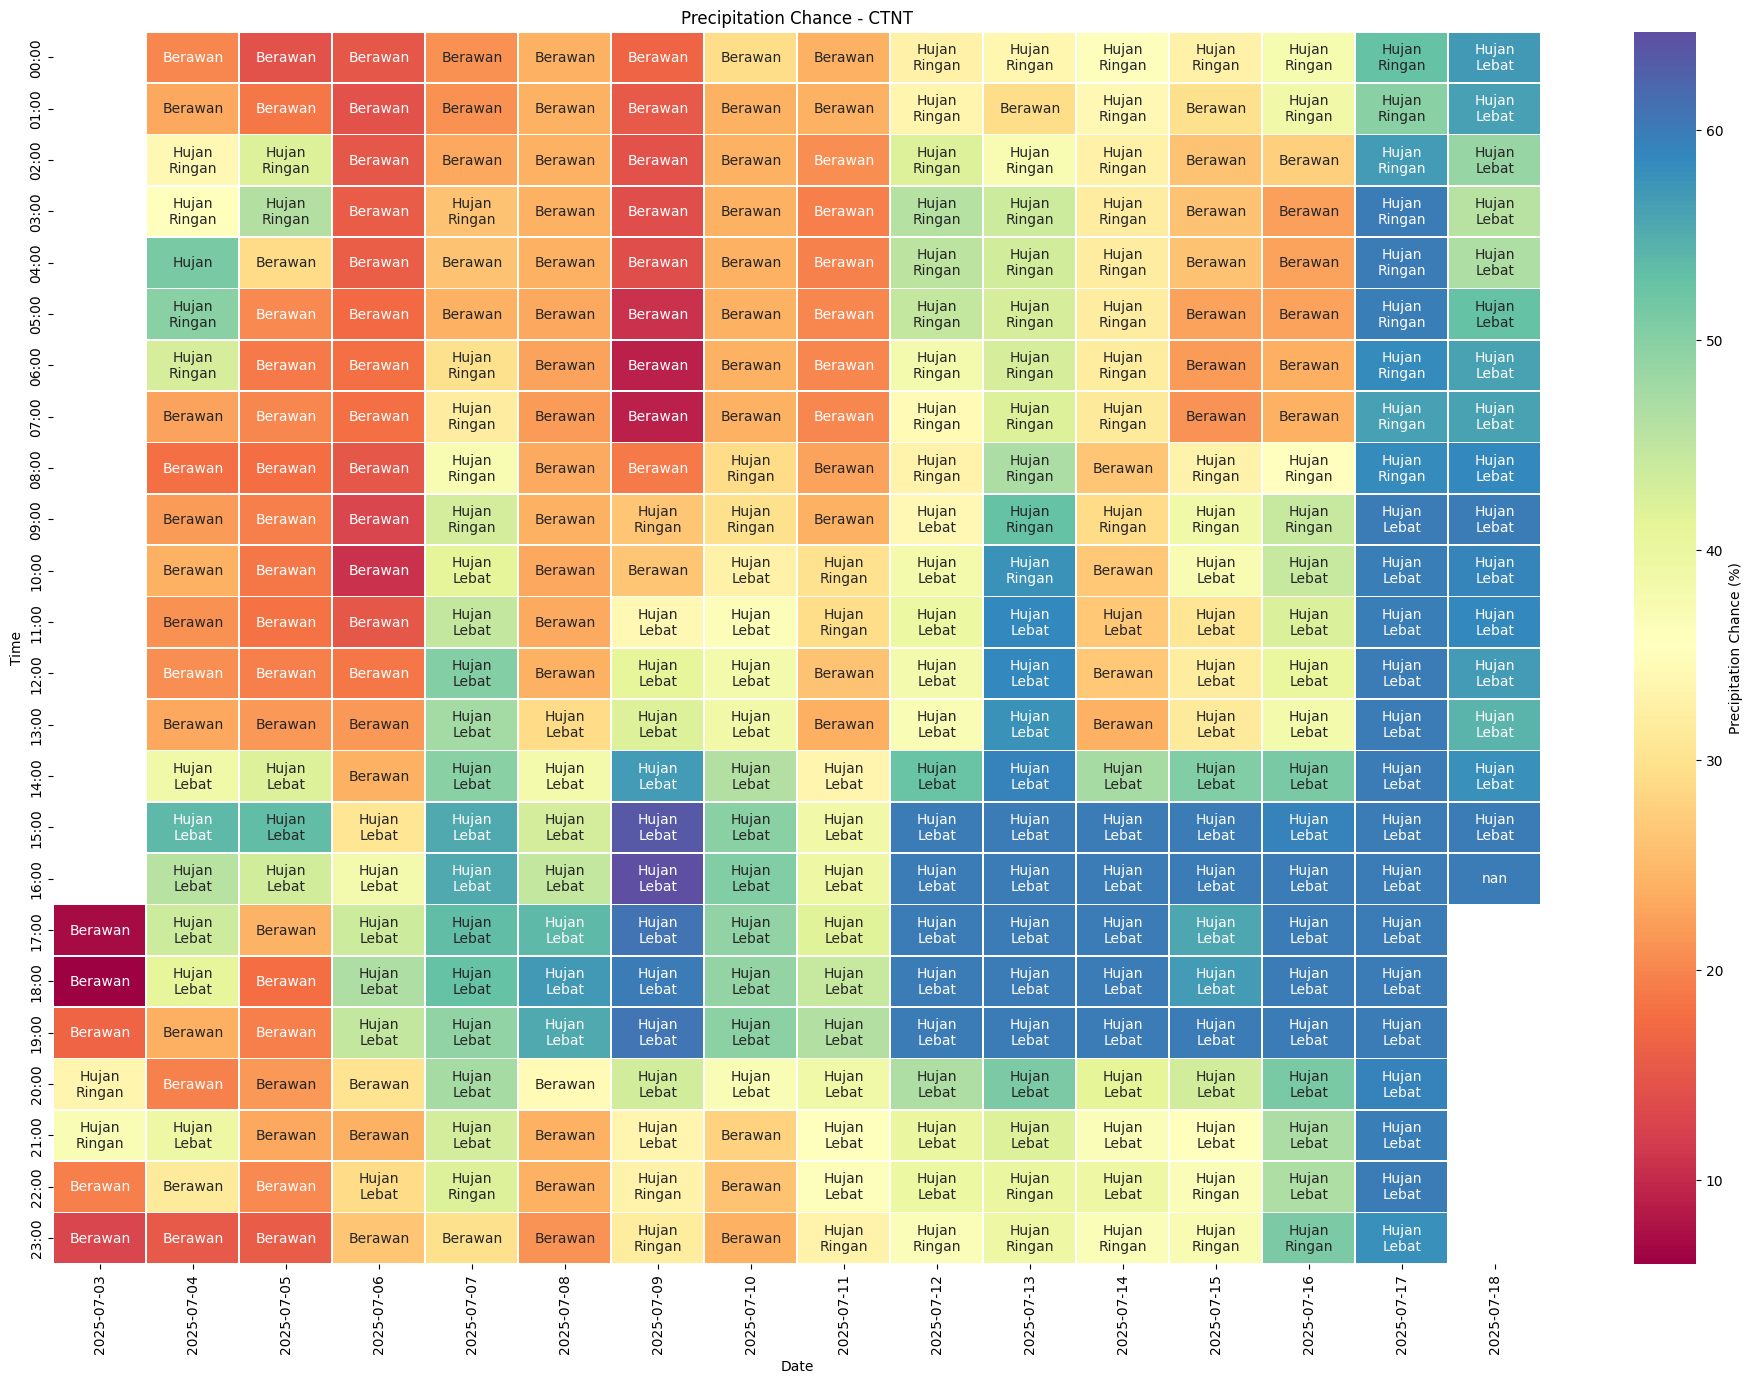 Precipitation Chance - CTNT
00:00 Berawan Berawan Berawan Berawan Berawan Berawan Berawan Berawan Hujan Ringan Hujan Ringan Hujan Ringan Hujan Ringan Hujan Ringan Hujan Ringan Hujan Lebat
01:00 Berawan Berawan Berawan Berawan Berawan Berawan Berawan Berawan Hujan Ringan Berawan Hujan Ringan Berawan Hujan Ringan Hujan Ringan Hujan Lebat
02:00 Hujan Ringan Hujan Ringan Berawan Berawan Berawan Berawan Berawan Berawan Hujan Ringan Hujan Ringan Hujan Ringan Berawan Berawan Hujan Ringan Hujan Lebat
03:00 Hujan Ringan Hujan Ringan Berawan Hujan Ringan Berawan Berawan Berawan Berawan Hujan Ringan Hujan Ringan Hujan Ringan Berawan Berawan Hujan Ringan Hujan Lebat
04:00 Hujan Berawan Berawan Berawan Berawan Berawan Berawan Berawan Hujan Ringan Hujan Ringan Hujan Ringan Berawan Berawan Hujan Ringan Hujan Lebat
05:00 Hujan Ringan Berawan Berawan Berawan Berawan Berawan Berawan Berawan Hujan Ringan Hujan Ringan Hujan Ringan Berawan Berawan Hujan Ringan Hujan Lebat
06:00 Hujan Ringan Berawan Berawan Hujan Ringan Berawan Berawan Berawan Berawan Hujan Ringan Hujan Ringan Hujan Ringan Berawan Berawan Hujan Ringan Hujan Lebat
07:00 Berawan Berawan Berawan Hujan Ringan Berawan Berawan Berawan Berawan Hujan Ringan Hujan Ringan Hujan Ringan Berawan Berawan Hujan Ringan Hujan Lebat
08:00 Berawan Berawan Berawan Hujan Ringan Berawan Berawan Hujan Ringan Berawan Hujan Ringan Hujan Ringan Berawan Hujan Ringan Hujan Ringan Hujan Ringan Hujan Lebat
09:00 Berawan Berawan Berawan Hujan Ringan Berawan Hujan Ringan Hujan Ringan Berawan Hujan Lebat Hujan Ringan Hujan Ringan Hujan Ringan Hujan Ringan Hujan Lebat Hujan Lebat
10:00 Berawan Berawan Berawan Hujan Lebat Berawan Berawan Hujan Lebat Hujan Ringan Hujan Lebat Hujan Ringan Berawan Hujan Lebat Hujan Lebat Hujan Lebat Hujan Lebat
11:00 Berawan Berawan Berawan Hujan Lebat Berawan Hujan Lebat Hujan Lebat Hujan Ringan Hujan Lebat Hujan Lebat Hujan Lebat Hujan Lebat Hujan Lebat Hujan Lebat Hujan Lebat
12:00 Berawan Berawan Berawan Hujan Lebat Berawan Hujan Lebat Hujan Lebat Berawan Hujan Lebat Hujan Lebat Berawan Hujan Lebat Hujan Lebat Hujan Lebat Hujan Lebat
13:00 Berawan Berawan Berawan Hujan Lebat Hujan Lebat Hujan Lebat Hujan Lebat Berawan Hujan Lebat Hujan Lebat Berawan Hujan Lebat Hujan Lebat Hujan Lebat Hujan Lebat
14:00 Hujan Lebat Hujan Lebat Berawan Hujan Lebat Hujan Lebat Hujan Lebat Hujan Lebat Hujan Lebat Hujan Lebat Hujan Lebat Hujan Lebat Hujan Lebat Hujan Lebat Hujan Lebat Hujan Lebat
15:00 Hujan Lebat Hujan Lebat Hujan Lebat Hujan Lebat Hujan Lebat Hujan Lebat Hujan Lebat Hujan Lebat Hujan Lebat Hujan Lebat Hujan Lebat Hujan Lebat Hujan Lebat Hujan Lebat Hujan Lebat
16:00 Hujan Lebat Hujan Lebat Hujan Lebat Hujan Lebat Hujan Lebat Hujan Lebat Hujan Lebat Hujan Lebat Hujan Lebat Hujan Lebat Hujan Lebat Hujan Lebat Hujan Lebat Hujan Lebat nan
17:00 Berawan Hujan Lebat Berawan Hujan Lebat Hujan Lebat Hujan Lebat Hujan Lebat Hujan Lebat Hujan Lebat Hujan Lebat Hujan Lebat Hujan Lebat Hujan Lebat Hujan Lebat Hujan Lebat
18:00 Berawan Hujan Lebat Berawan Hujan Lebat Hujan Lebat Hujan Lebat Hujan Lebat Hujan Lebat Hujan Lebat Hujan Lebat Hujan Lebat Hujan Lebat Hujan Lebat Hujan Lebat Hujan Lebat
19:00 Berawan Berawan Berawan Hujan Lebat Hujan Lebat Hujan Lebat Hujan Lebat Hujan Lebat Hujan Lebat Hujan Lebat Hujan Lebat Hujan Lebat Hujan Lebat Hujan Lebat Hujan Lebat
20:00 Hujan Ringan Berawan Berawan Berawan Hujan Lebat Berawan Hujan Lebat Hujan Lebat Hujan Lebat Hujan Lebat Hujan Lebat Hujan Lebat Hujan Lebat Hujan Lebat Hujan Lebat
21:00 Hujan Ringan Hujan Lebat Berawan Berawan Hujan Lebat Berawan Hujan Lebat Berawan Hujan Lebat Hujan Lebat Hujan Lebat Hujan Lebat Hujan Lebat Hujan Lebat Hujan Lebat
22:00 Berawan Berawan Berawan Hujan Lebat Hujan Ringan Berawan Hujan Ringan Berawan Hujan Lebat Hujan Lebat Hujan Ringan Hujan Lebat Hujan Ringan Hujan Lebat Hujan Lebat
23:00 Berawan Berawan Berawan Berawan Berawan Berawan Hujan Ringan Berawan Hujan Ringan Hujan Ringan Hujan Ringan Hujan Ringan Hujan Ringan Hujan Ringan Hujan Lebat
2025-07-03 2025-07-04 2025-07-05 2025-07-06 2025-07-07 2025-07-08 2025-07-09 2025-07-10 2025-07-11 2025-07-12 2025-07-13 2025-07-14 2025-07-15 2025-07-16 2025-07-17 2025-07-18
Time
Date
60
50
40
30
20
10
Precipitation Chance (%)